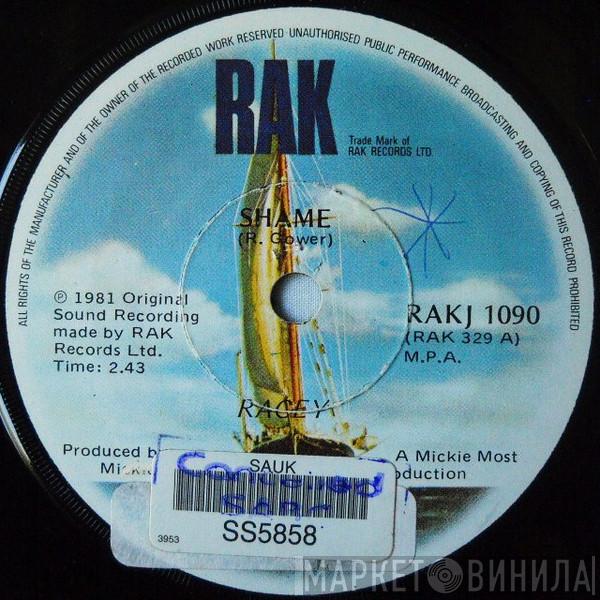 ALL RIGHTS OF THE MANUFACTURER AND OF THE OWNER OF THE RECORDED WORK RESERVED UNAUTHORISED PUBLIC PERFORMANCE BROADCASTING AND COPYING OF THIS RECORD PROHIBITED
RAK
Trade Mark of
RAK RECORDS LTD.
SHAME
(R. Gower)
℗ 1981 Original
Sound Recording
made by RAK
Records Ltd.
Time: 2.43
RAKJ 1090
(RAK 329 A)
M.P.A.
RACEY
Produced
A Mickie Most
SAUK
3953
SS5858
МАРКЕТ ВИНИЛА